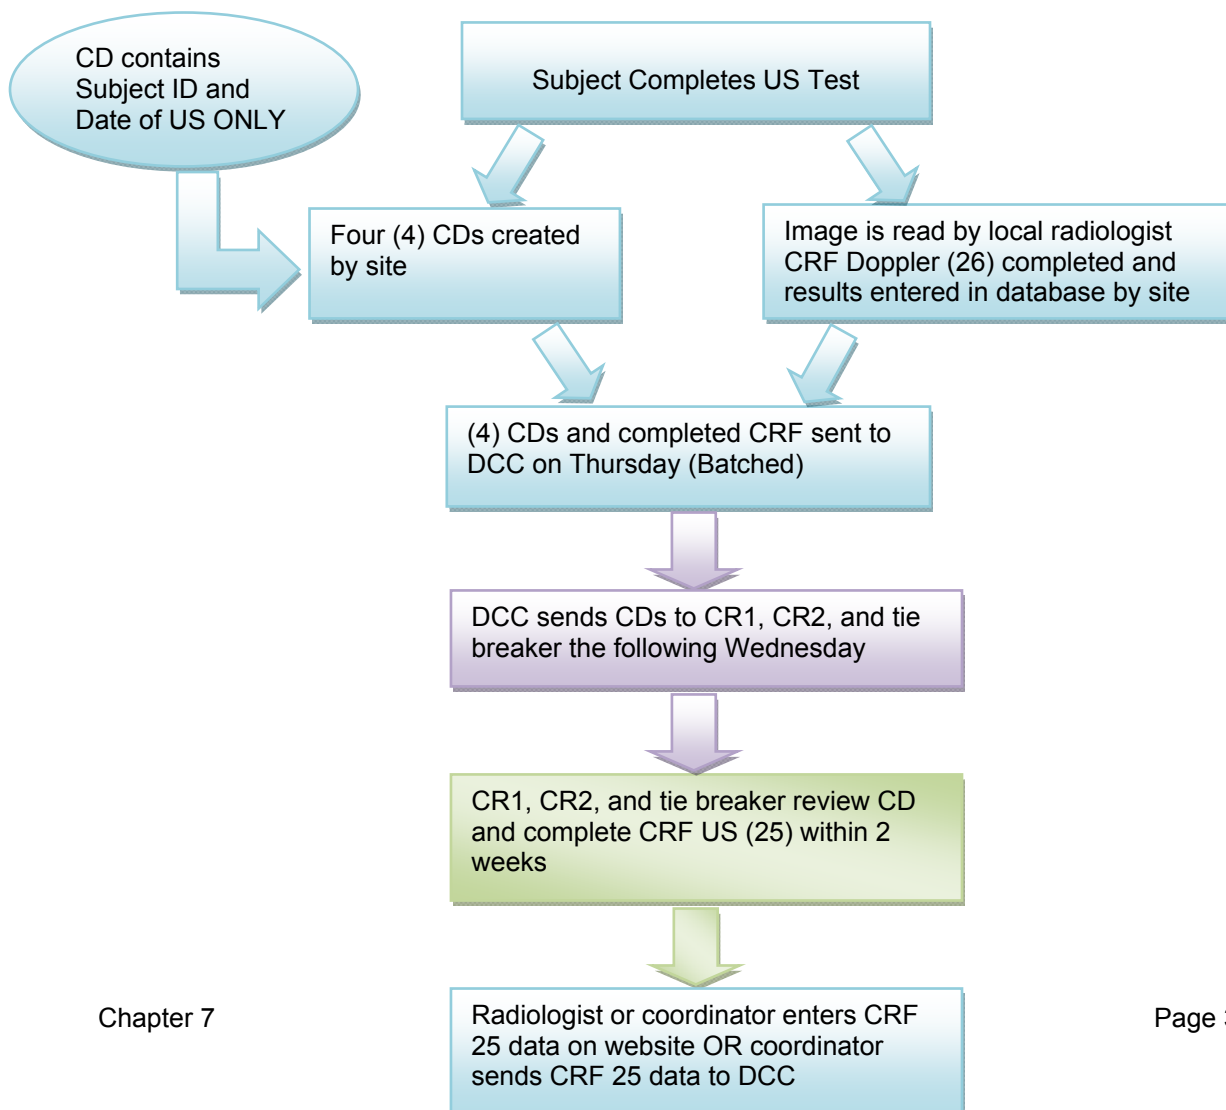 CD contains
Subject ID and
Date of US ONLY
Subject Completes US Test
Four (4) CDs created
by site
Image is read by local radiologist
CRF Doppler (26) completed and
results entered in database by site
(4) CDs and completed CRF sent to
DCC on Thursday (Batched)
DCC sends CDs to CR1, CR2, and tie
breaker the following Wednesday
CR1, CR2, and tie breaker review CD
and complete CRF US (25) within 2
weeks
Radiologist or coordinator enters CRF
25 data on website OR coordinator
sends CRF 25 data to DCC
Chapter 7
Page